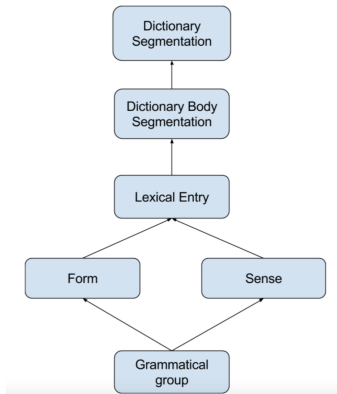 Dictionary
Segmentation
Dictionary Body
Segmentation
Lexical Entry
Form
Sense
Grammatical
group